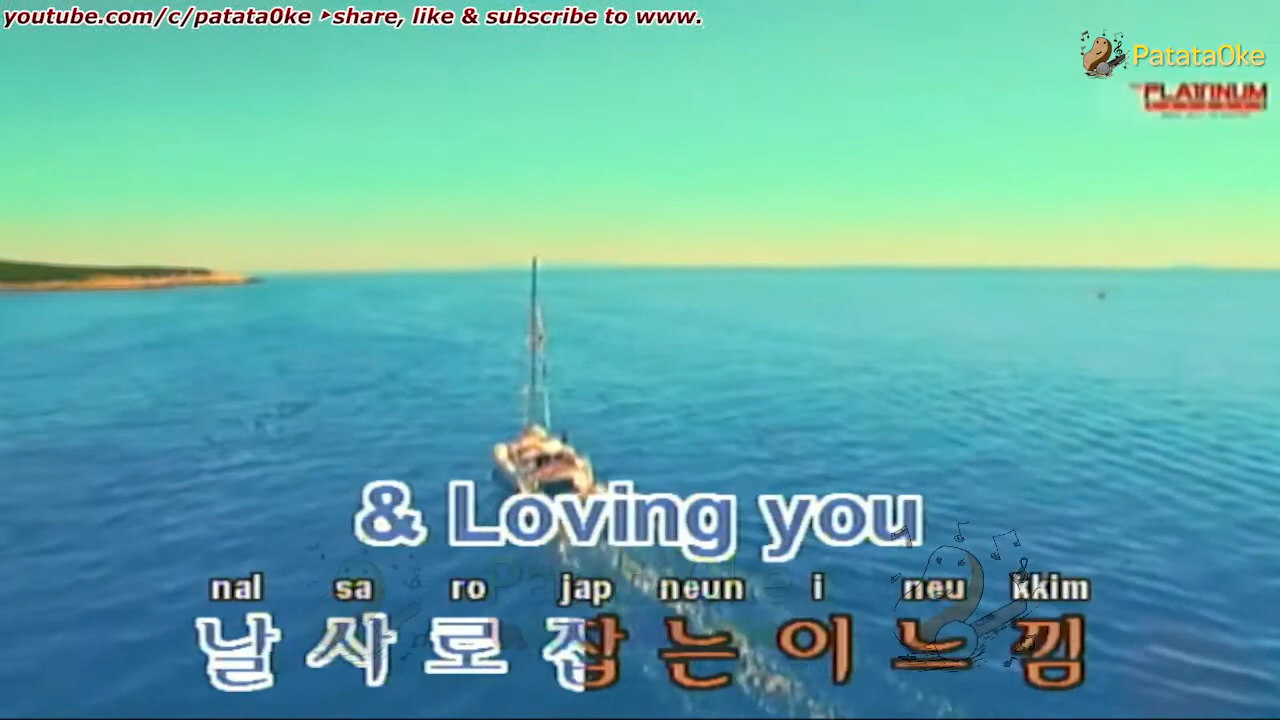 youtube.com/c/patata0ke ‣share, like & subscribe to www.
Patata0ke
PLATINUM
& Loving you
nal sa ro jap neun i neu kkim
날 사 로 잡 는 이 느 낌